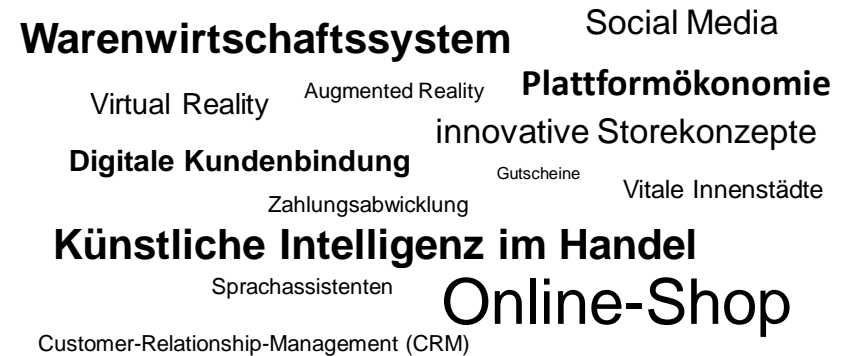 Social Media
Warenwirtschaftssystem
Augmented Reality
Plattformökonomie
Virtual Reality
innovative Storekonzepte
Digitale Kundenbindung
Gutscheine
Vitale Innenstädte
Zahlungsabwicklung
Künstliche Intelligenz im Handel
Sprachassistenten
Online-Shop
Customer-Relationship-Management (CRM)